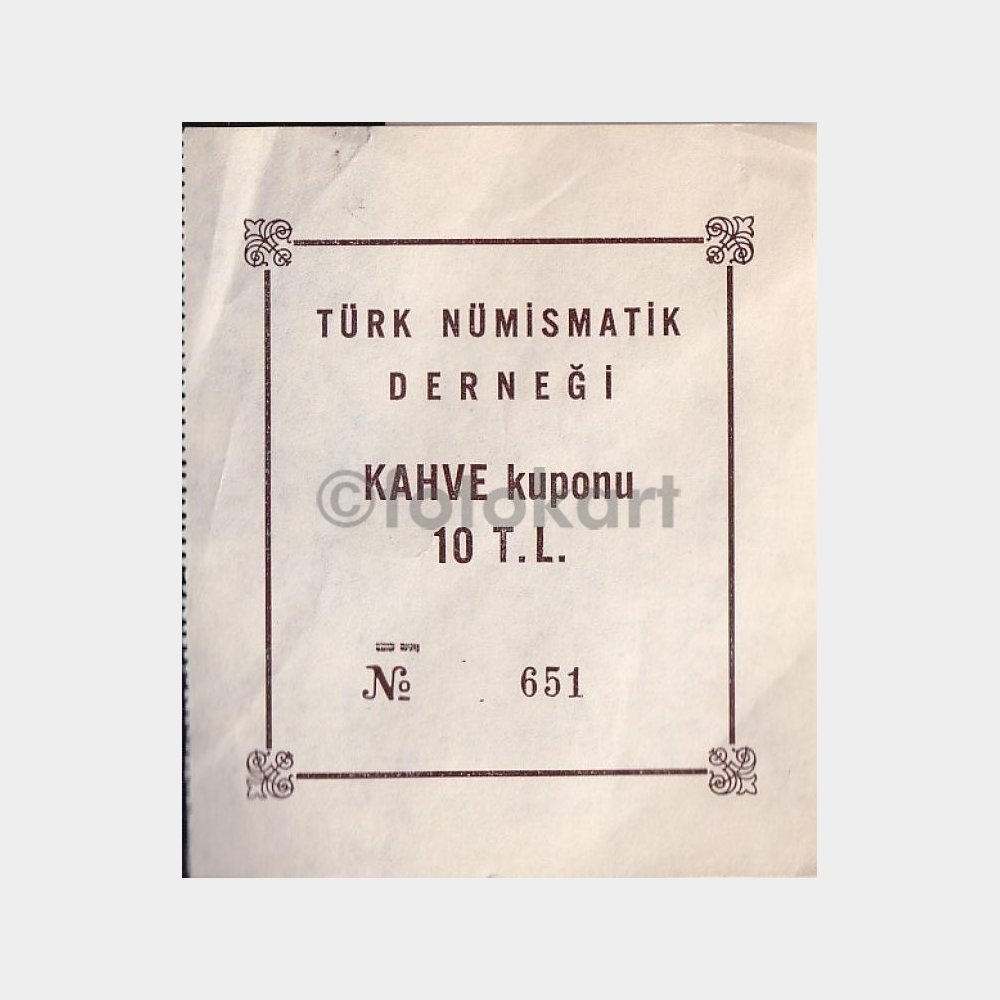 TÜRK NÜMİSMATİK
DERNEĞİ
KAHVE kuponu
©fotokart
10 T.L.
№ 651